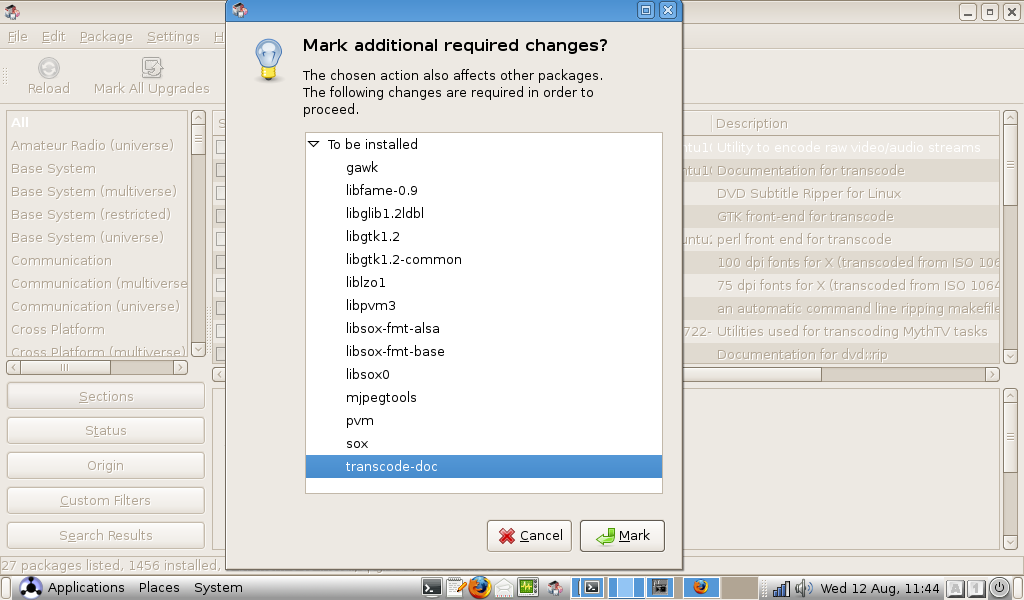 File Edit Package Settings H
Reload
Mark All Upgrades
All
Amateur Radio (universe)
Base System
Base System (multiverse)
Base System (restricted)
Base System (universe)
Communication
Communication (multiverse
Communication (universe)
Cross Platform
Cross Platform (multiverse)
Sections
Status
Origin
Custom Filters
Search Results
27 packages listed, 1456 installed,
Mark additional required changes?
The chosen action also affects other packages.
The following changes are required in order to
proceed.
To be installed
gawk
libfame-0.9
libglib1.2ldbl
libgtk1.2
libgtk1.2-common
liblzo1
libpvm3
libsox-fmt-alsa
libsox-fmt-base
libsox0
mjpegtools
pvm
sox
transcode-doc
Cancel
Mark
S
Description
Utility to encode raw video/audio streams
Documentation for transcode
DVD Subtitle Ripper for Linux
GTK front-end for transcode
perl front end for transcode
100 dpi fonts for X (transcoded from ISO 106
75 dpi fonts for X (transcoded from ISO 1064
an automatic command line ripping makefile
722- Utilities used for transcoding MythTV tasks
Documentation for dvd::rip
Applications Places System
Wed 12 Aug, 11:44
A
1